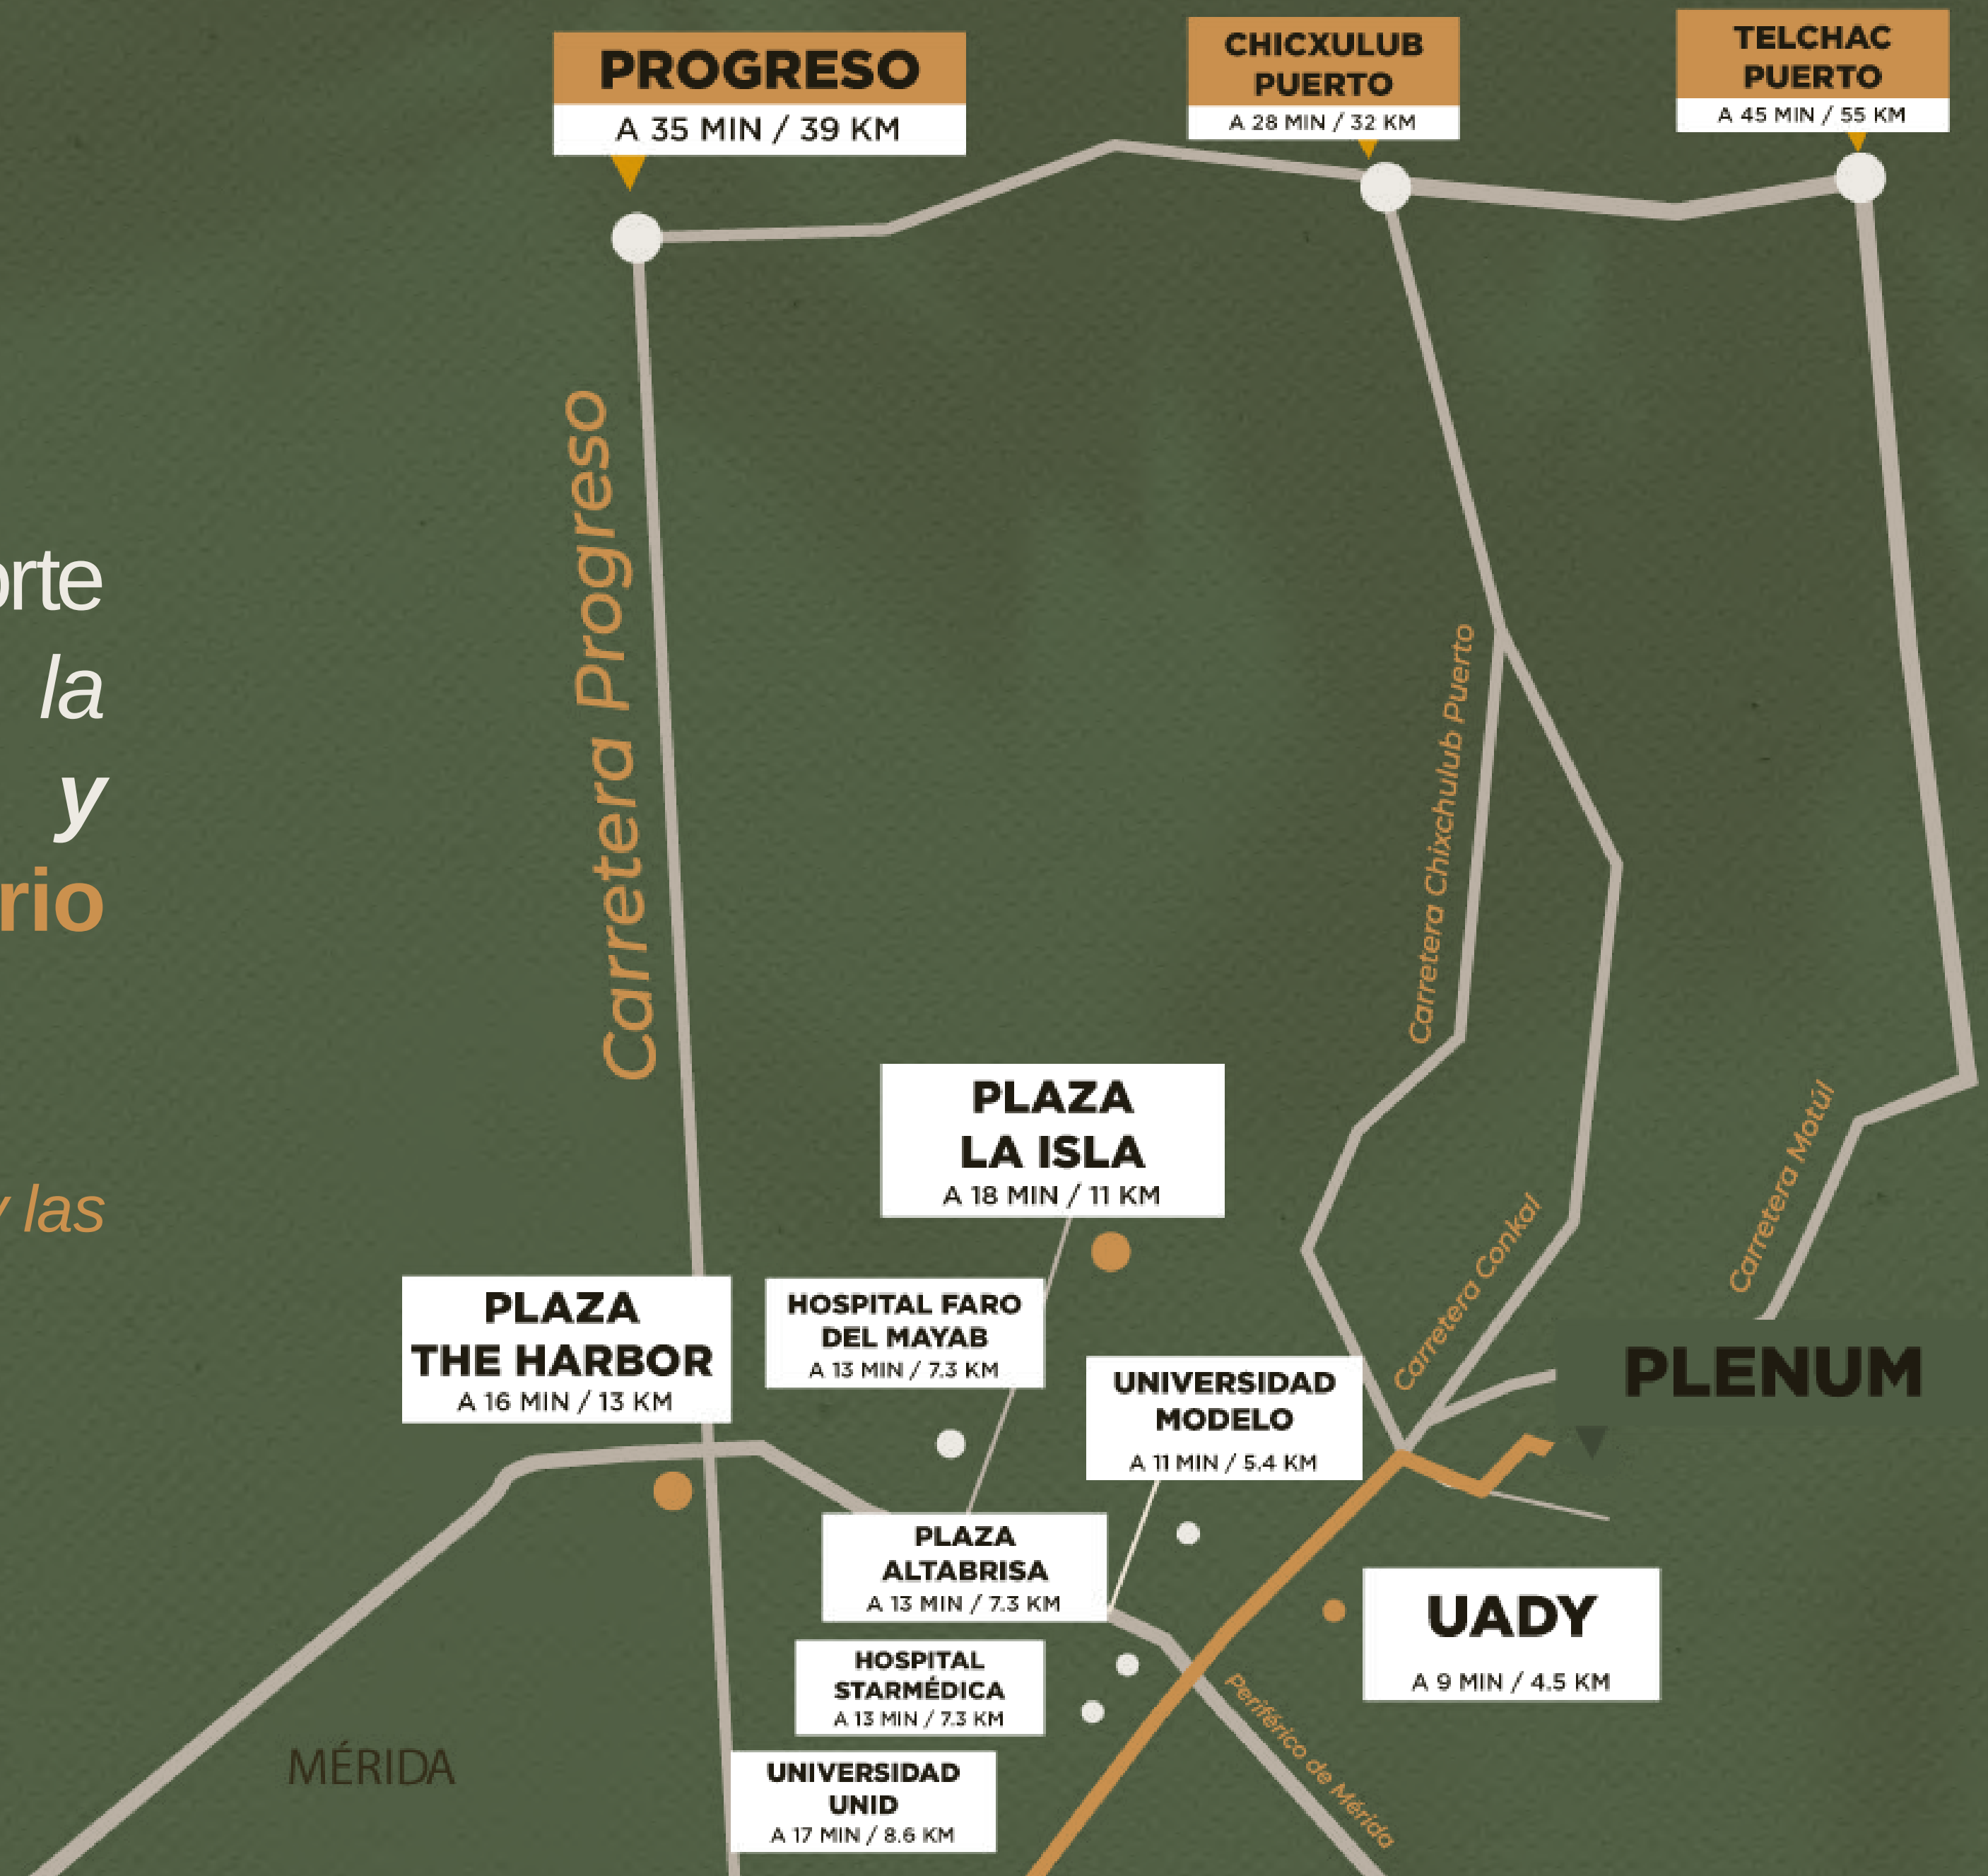 PROGRESO
A 35 MIN / 39 KM
CHICXULUB
PUERTO
A 28 MIN / 32 KM
TELCHAC
PUERTO
A 45 MIN / 55 KM
orte
la
y
rio
y las
Carretera Progreso
Carretera Chixchulub Puerto
Carretera Conkal
Carretera Motúl
PLAZA
LA ISLA
A 18 MIN / 11 KM
PLAZA
THE HARBOR
A 16 MIN / 13 KM
HOSPITAL FARO
DEL MAYAB
A 13 MIN / 7.3 KM
UNIVERSIDAD
MODELO
A 11 MIN / 5.4 KM
PLENUM
PLAZA
ALTABRISA
A 13 MIN / 7.3 KM
UADY
A 9 MIN / 4.5 KM
HOSPITAL
STARMÉDICA
A 13 MIN / 7.3 KM
Periférico de Mérida
MÉRIDA
UNIVERSIDAD
UNID
A 17 MIN / 8.6 KM